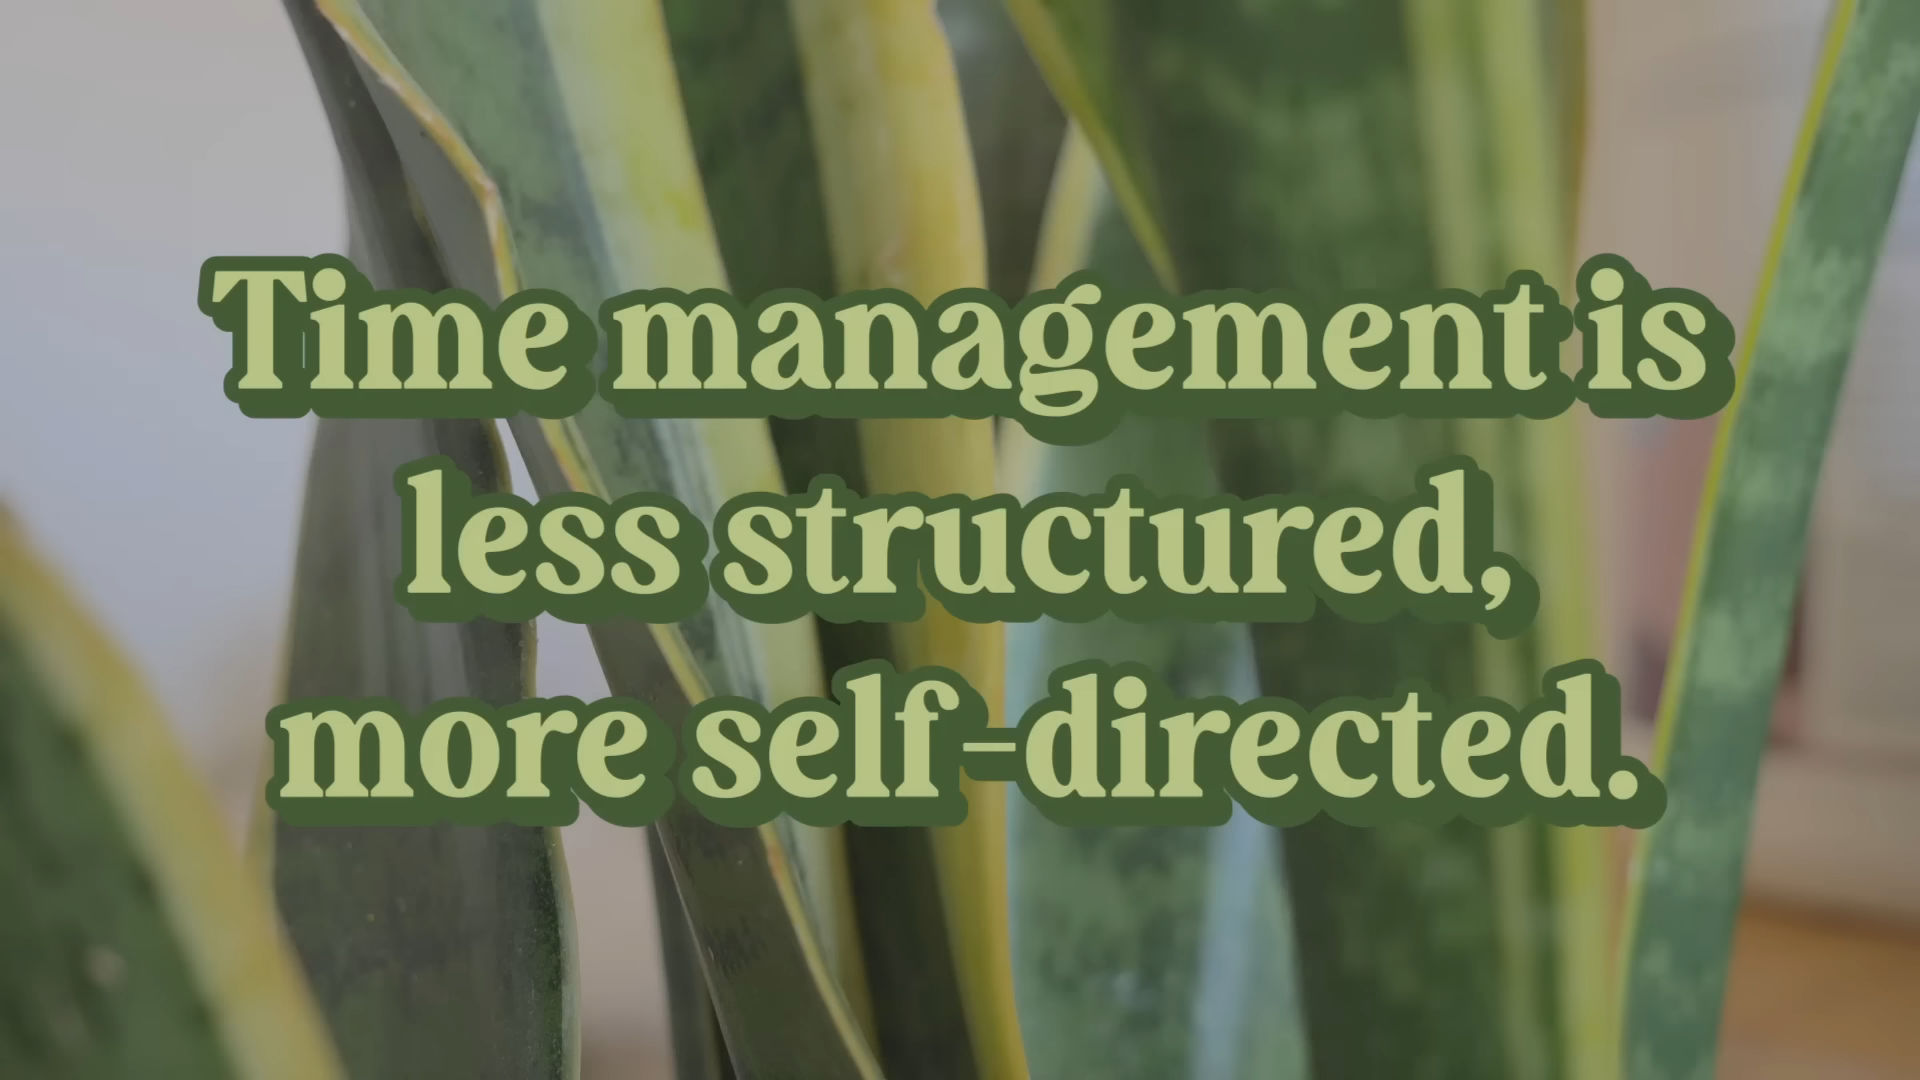 Time management is
less structured,
more self-directed.